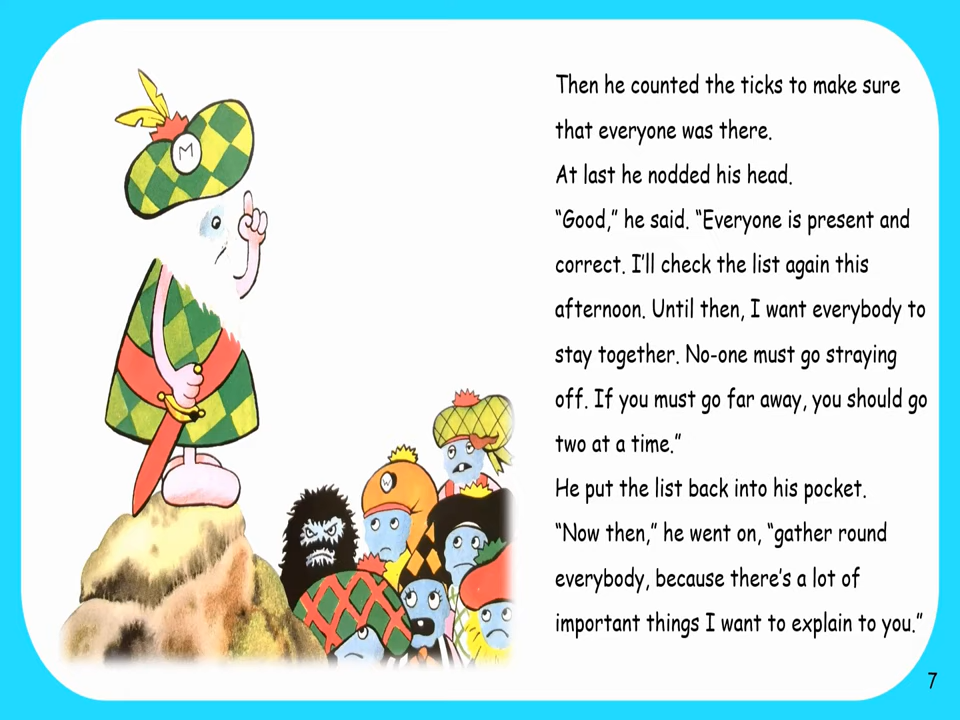 M
W
Then he counted the ticks to make sure
that everyone was there.
At last he nodded his head.
“Good,” he said. “Everyone is present and
correct. I’ll check the list again this
afternoon. Until then, I want everybody to
stay together. No-one must go straying
off. If you must go far away, you should go
two at a time.”
He put the list back into his pocket.
“Now then,” he went on, “gather round
everybody, because there’s a lot of
important things I want to explain to you.”
7